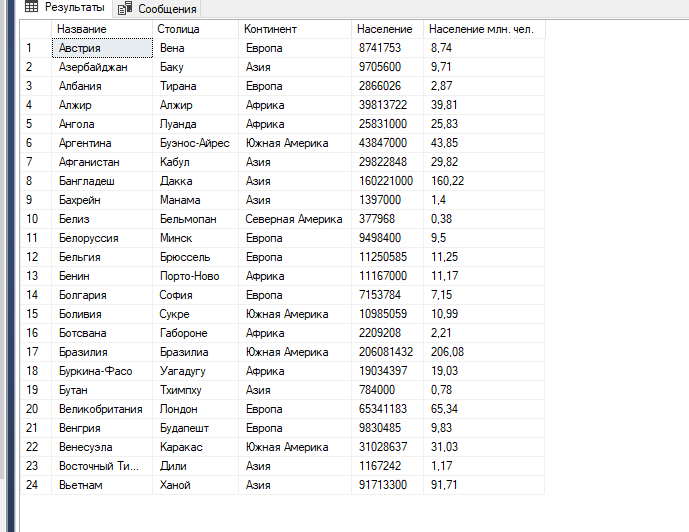 Результаты Сообщения
Название Столица Континент Население Население млн. чел.
1 Австрия Вена Европа 8741753 8,74
2 Азербайджан Баку Азия 9705600 9,71
3 Албания Тирана Европа 2866026 2,87
4 Алжир Алжир Африка 39813722 39,81
5 Ангола Луанда Африка 25831000 25,83
6 Аргентина Буэнос-Айрес Южная Америка 43847000 43,85
7 Афганистан Кабул Азия 29822848 29,82
8 Бангладеш Дакка Азия 160221000 160,22
9 Бахрейн Манама Азия 1397000 1,4
10 Белиз Бельмопан Северная Америка 377968 0,38
11 Белоруссия Минск Европа 9498400 9,5
12 Бельгия Брюссель Европа 11250585 11,25
13 Бенин Порто-Ново Африка 11167000 11,17
14 Болгария София Европа 7153784 7,15
15 Боливия Сукре Южная Америка 10985059 10,99
16 Ботсвана Габороне Африка 2209208 2,21
17 Бразилия Бразилиа Южная Америка 206081432 206,08
18 Буркина-Фасо Уагадугу Африка 19034397 19,03
19 Бутан Тхимпху Азия 784000 0,78
20 Великобритания Лондон Европа 65341183 65,34
21 Венгрия Будапешт Европа 9830485 9,83
22 Венесуэла Каракас Южная Америка 31028637 31,03
23 Восточный Ти... Дили Азия 1167242 1,17
24 Вьетнам Ханой Азия 91713300 91,71